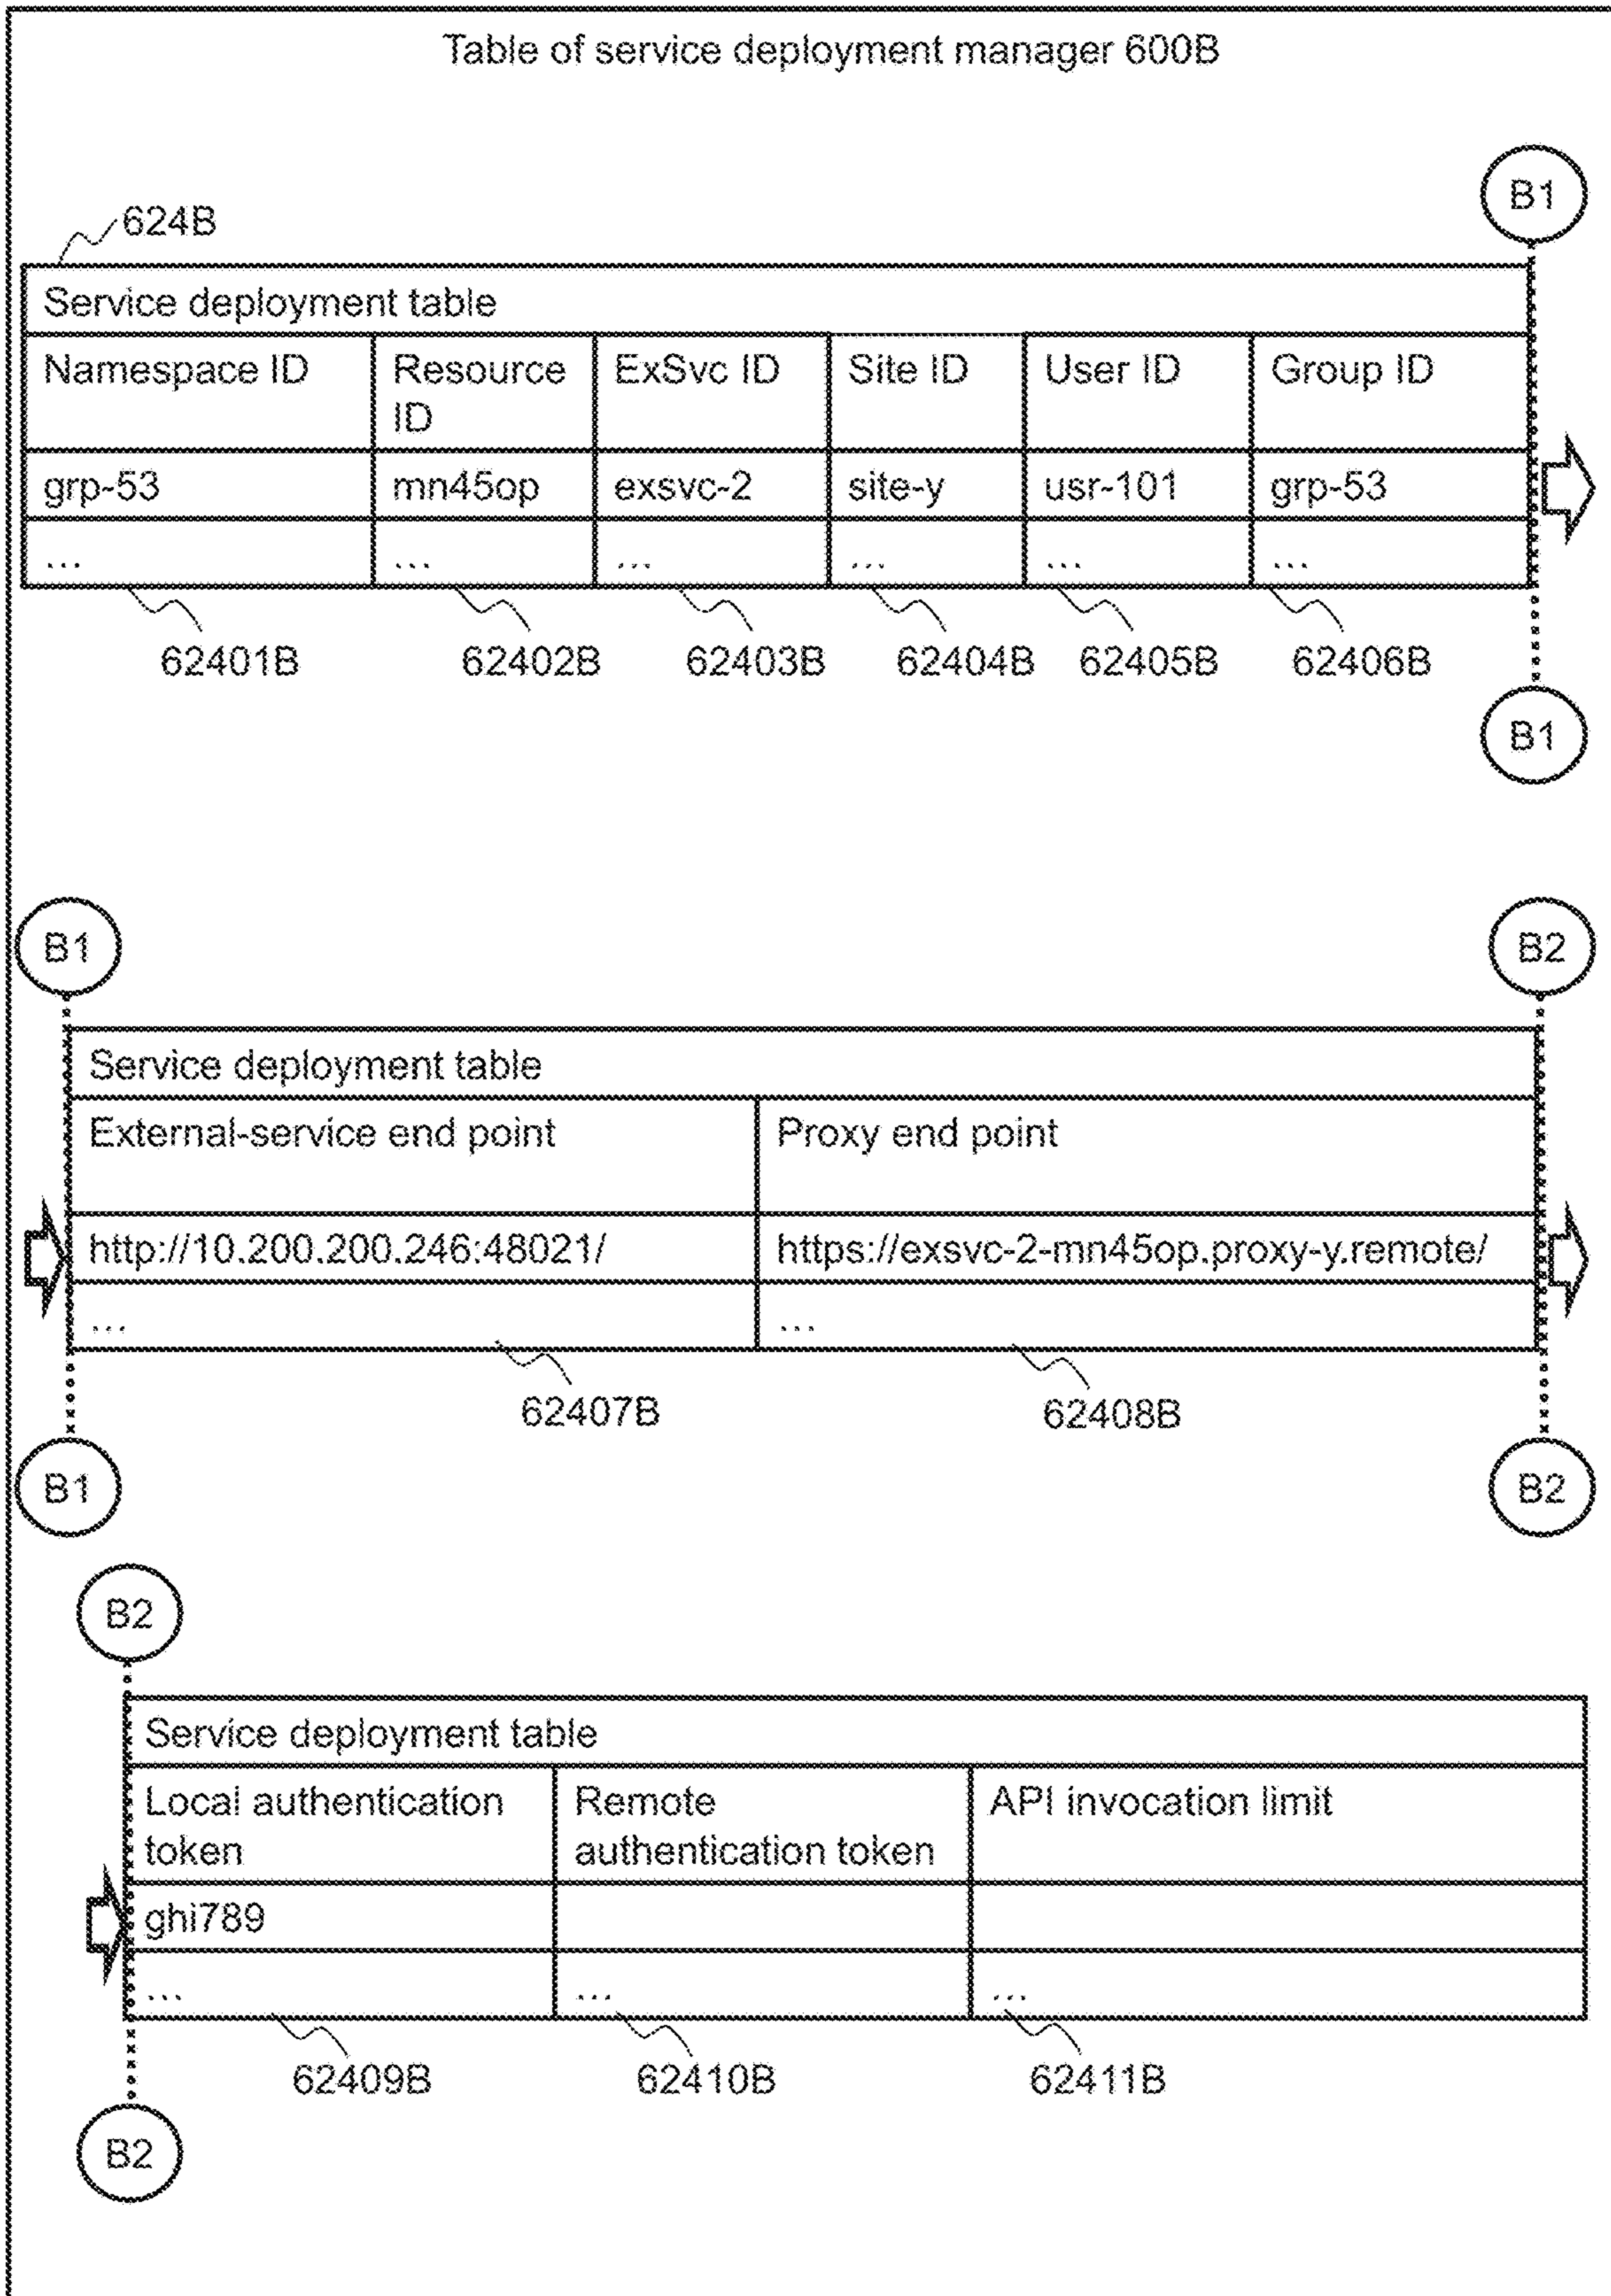 Table of service deployment manager 600B
B1
624B
Service deployment table
Namespace ID Resource ID ExSvc ID Site ID User ID Group ID
grp-53 mn45op exsvc-2 site-y usr-101 grp-53
... ... ... ... ... ...
62401B 62402B 62403B 62404B 62405B 62406B
B1
B1 B2
Service deployment table
External-service end point Proxy end point
http://10.200.200.246:48021/ https://exsvc-2-mn45op.proxy-y.remote/
... ...
62407B 62408B
B1 B2
B2
Service deployment table
Local authentication token Remote authentication token API invocation limit
ghi789
... ... ...
62409B 62410B 62411B
B2